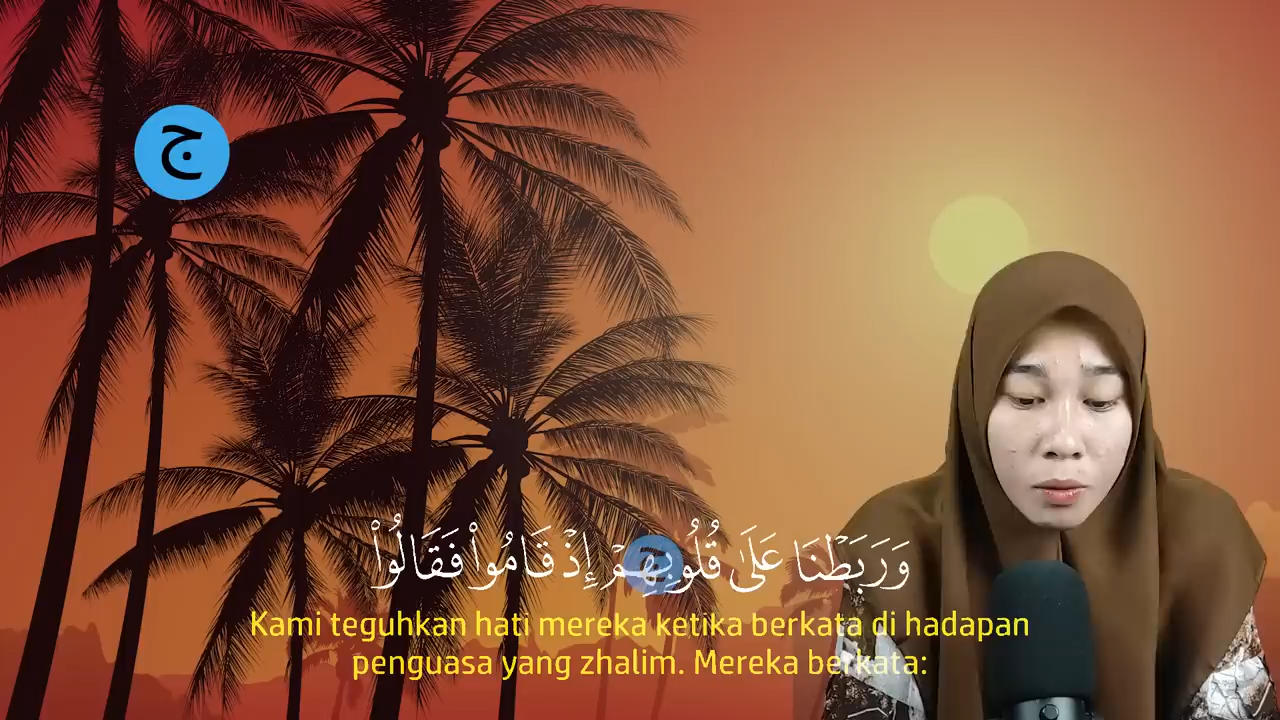 ج
وَرَبَطْنَا عَلَىٰ قُلُوبِهِمْ إِذْ قَامُوا۟ فَقَالُوا۟
Kami teguhkan hati mereka ketika berkata di hadapan
penguasa yang zhalim. Mereka berkata: